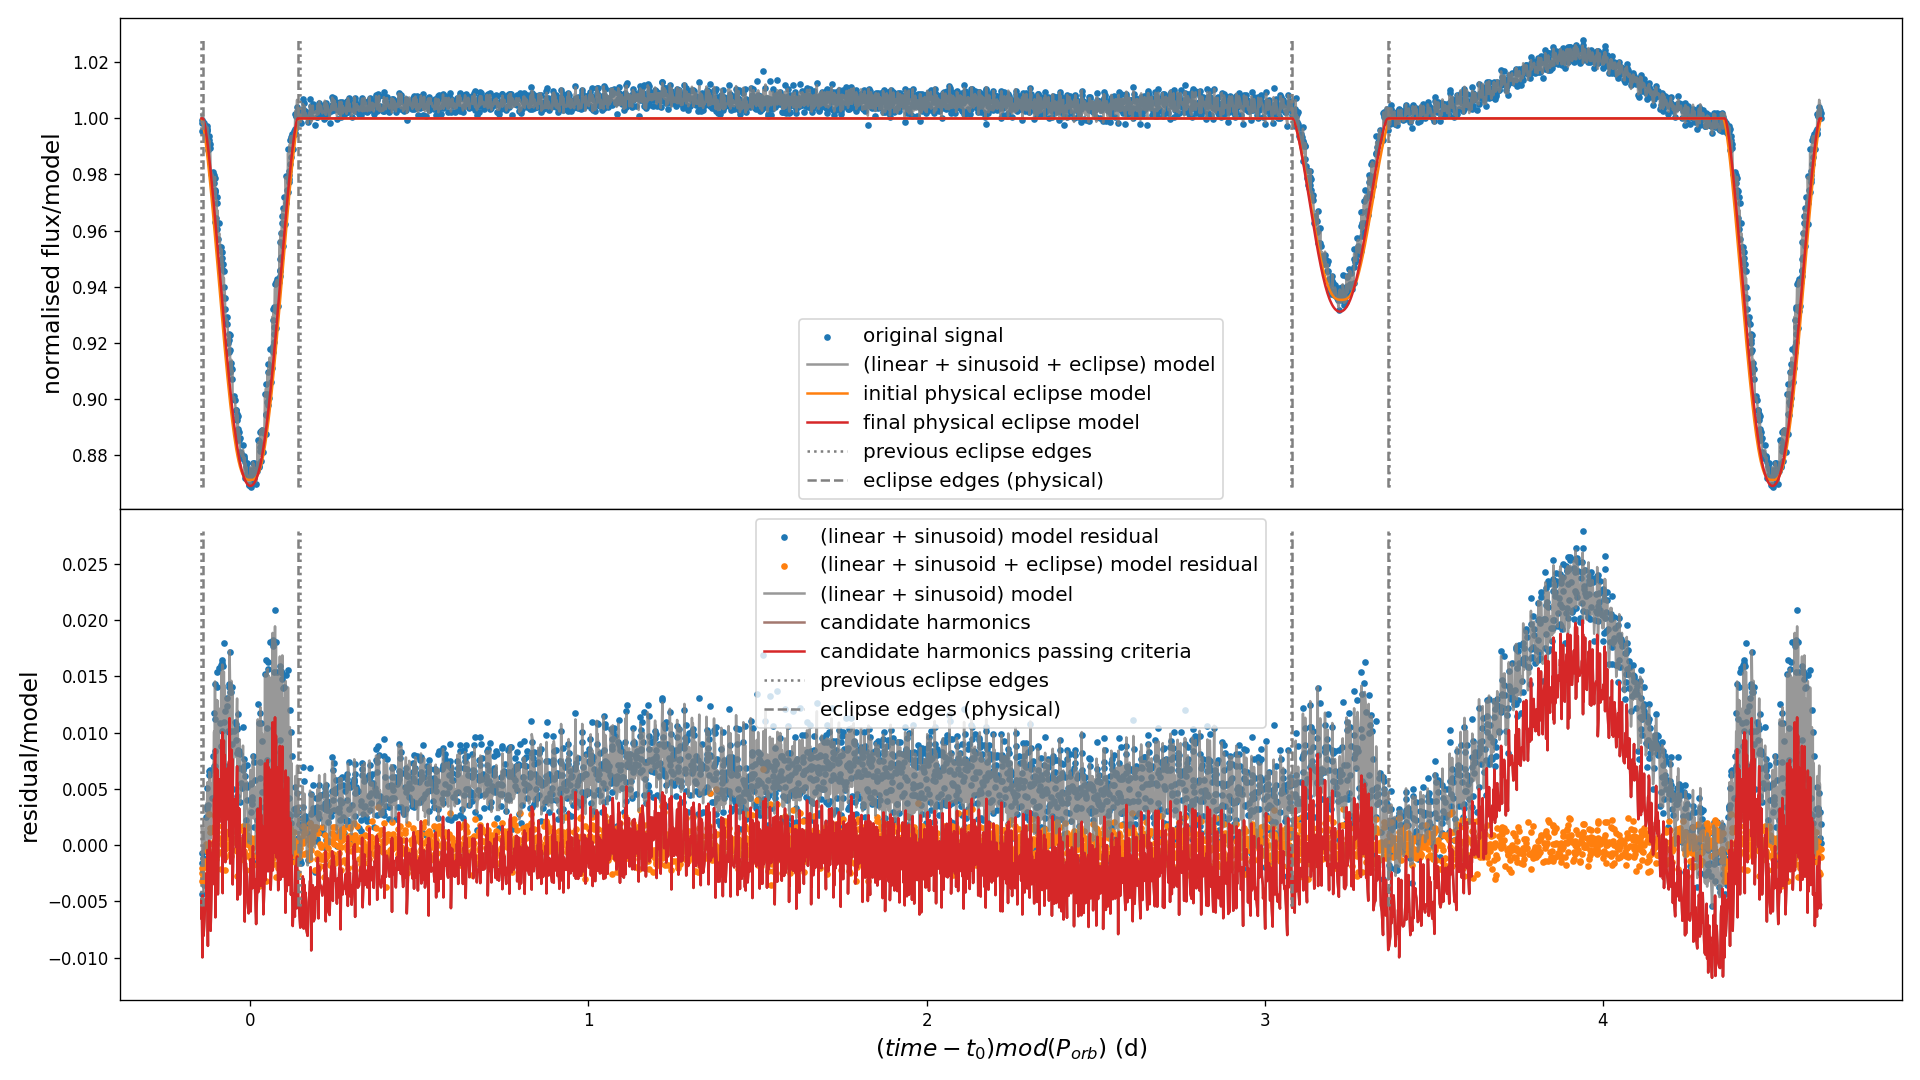 normalised flux/model
1.02
1.00
0.98
0.96
0.94
0.92
0.90
0.88
original signal
(linear + sinusoid + eclipse) model
initial physical eclipse model
final physical eclipse model
previous eclipse edges
eclipse edges (physical)
residual/model
0.025
0.020
0.015
0.010
0.005
0.000
−0.005
−0.010
(linear + sinusoid) model residual
(linear + sinusoid + eclipse) model residual
(linear + sinusoid) model
candidate harmonics
candidate harmonics passing criteria
previous eclipse edges
eclipse edges (physical)
0 1 2 3 4
(time − t₀)mod(Pₒᵣb) (d)